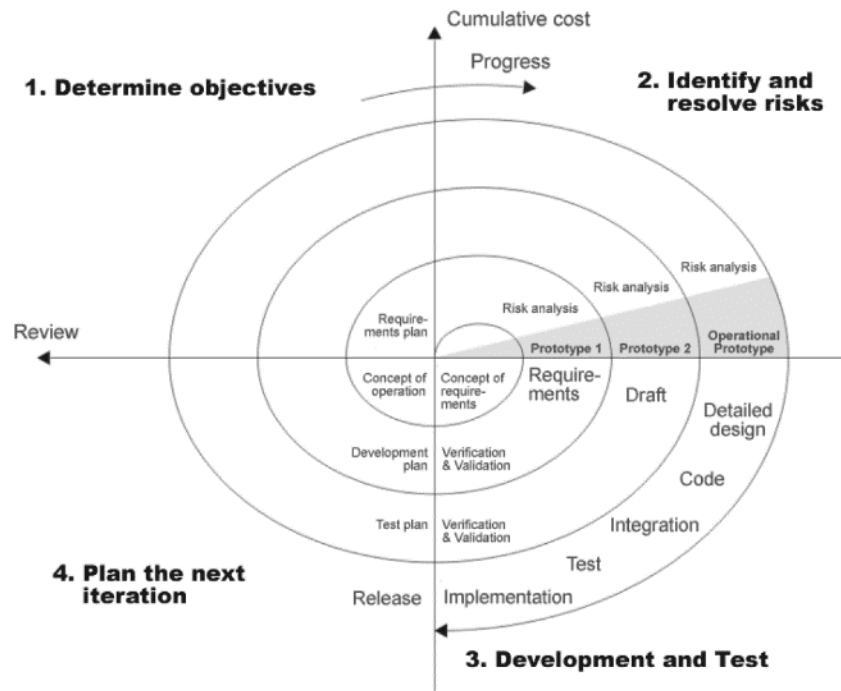 Cumulative cost
Progress
1. Determine objectives
2. Identify and
resolve risks
Risk analysis
Risk analysis
Risk analysis
Require-
ments plan
Review
Prototype 1
Prototype 2
Operational
Prototype
Concept of
operation
Concept of
requirements
Require-
ments
Draft
Detailed
design
Development
plan
Verification
& Validation
Code
Test plan
Verification
& Validation
Integration
Test
4. Plan the next
iteration
Release
Implementation
3. Development and Test